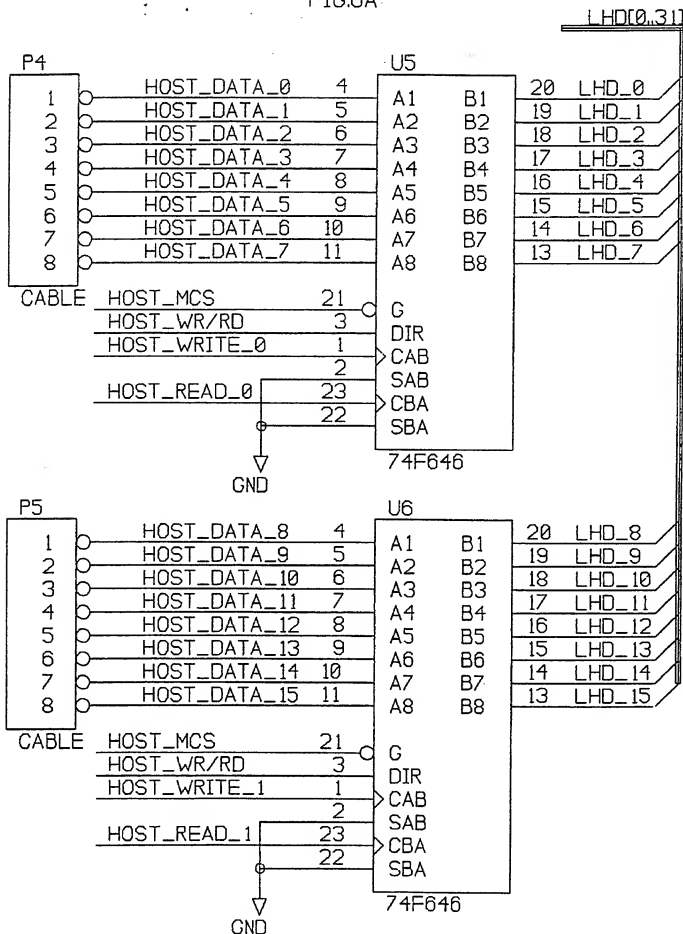 LHD[0..31]
P4 U5
1 HOST_DATA_0 4 A1 B1 20 LHD_0
2 HOST_DATA_1 5 A2 B2 19 LHD_1
3 HOST_DATA_2 6 A3 B3 18 LHD_2
4 HOST_DATA_3 7 A4 B4 17 LHD_3
5 HOST_DATA_4 8 A5 B5 16 LHD_4
6 HOST_DATA_5 9 A6 B6 15 LHD_5
7 HOST_DATA_6 10 A7 B7 14 LHD_6
8 HOST_DATA_7 11 A8 B8 13 LHD_7
CABLE HOST_MCS 21 G
HOST_WR/RD 3 DIR
HOST_WRITE_0 1 CAB
2 SAB
HOST_READ_0 23 CBA
22 SBA
74F646
GND
P5 U6
1 HOST_DATA_8 4 A1 B1 20 LHD_8
2 HOST_DATA_9 5 A2 B2 19 LHD_9
3 HOST_DATA_10 6 A3 B3 18 LHD_10
4 HOST_DATA_11 7 A4 B4 17 LHD_11
5 HOST_DATA_12 8 A5 B5 16 LHD_12
6 HOST_DATA_13 9 A6 B6 15 LHD_13
7 HOST_DATA_14 10 A7 B7 14 LHD_14
8 HOST_DATA_15 11 A8 B8 13 LHD_15
CABLE HOST_MCS 21 G
HOST_WR/RD 3 DIR
HOST_WRITE_1 1 CAB
2 SAB
HOST_READ_1 23 CBA
22 SBA
74F646
GND